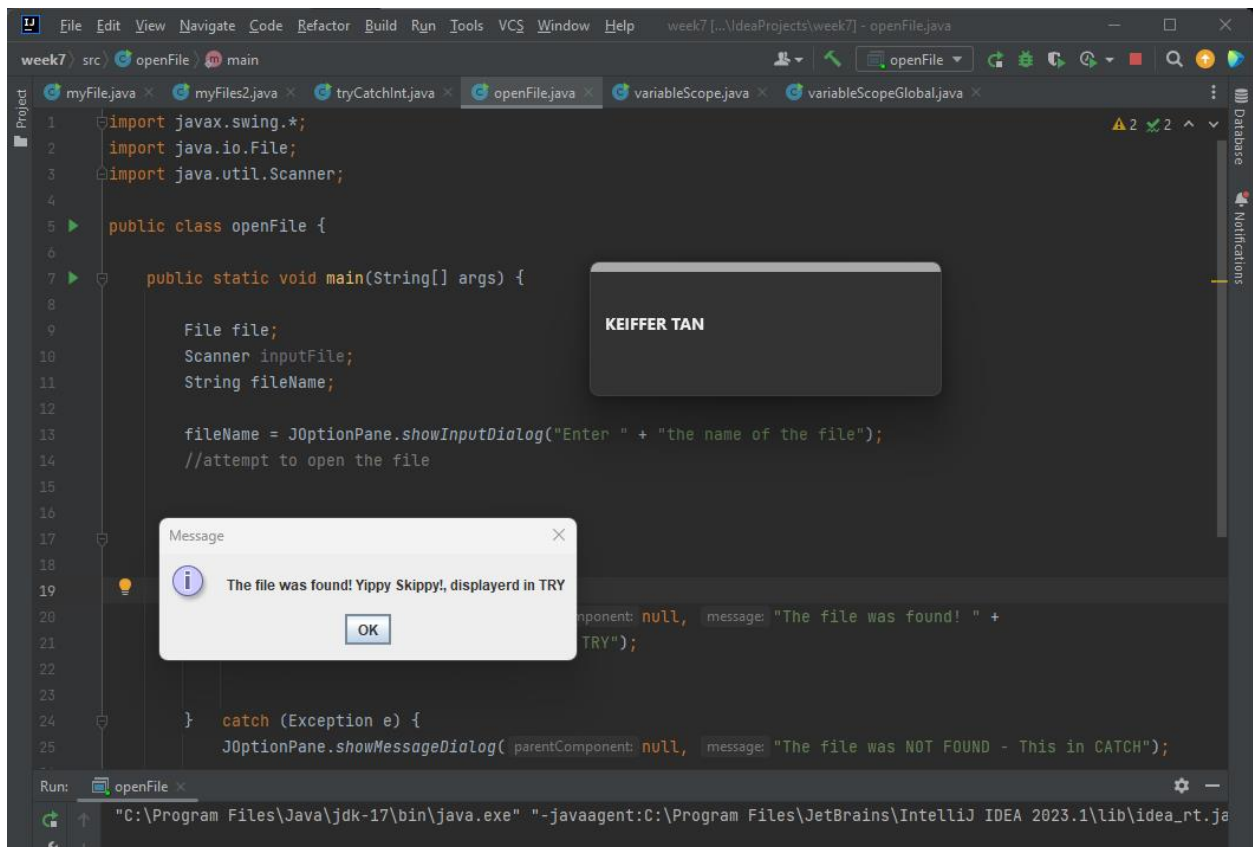 File Edit View Navigate Code Refactor Build Run Tools VCS Window Help week7 [...\IdeaProjects\week7] - openFile.java
week7 src openFile main openFile
myFile.java myFiles2.java tryCatchInt.java openFile.java variableScope.java variableScopeGlobal.java
Project
Database
Notifications
2 2
1 import javax.swing.*;
2 import java.io.File;
3 import java.util.Scanner;
4
5 public class openFile {
6
7 public static void main(String[] args) {
8
9 File file;
10 Scanner inputFile;
11 String fileName;
12
13 fileName = JOptionPane.showInputDialog("Enter " + "the name of the file");
14 //attempt to open the file
15
16
17
18
19
20 mponent: null, message: "The file was found! " +
21 TRY");
22
23
24 } catch (Exception e) {
25 JOptionPane.showMessageDialog( parentComponent: null, message: "The file was NOT FOUND - This in CATCH");
KEIFFER TAN
Message
The file was found! Yippy Skippy!, displayerd in TRY
OK
Run: openFile
"C:\Program Files\Java\jdk-17\bin\java.exe" "-javaagent:C:\Program Files\JetBrains\IntelliJ IDEA 2023.1\lib\idea_rt.ja